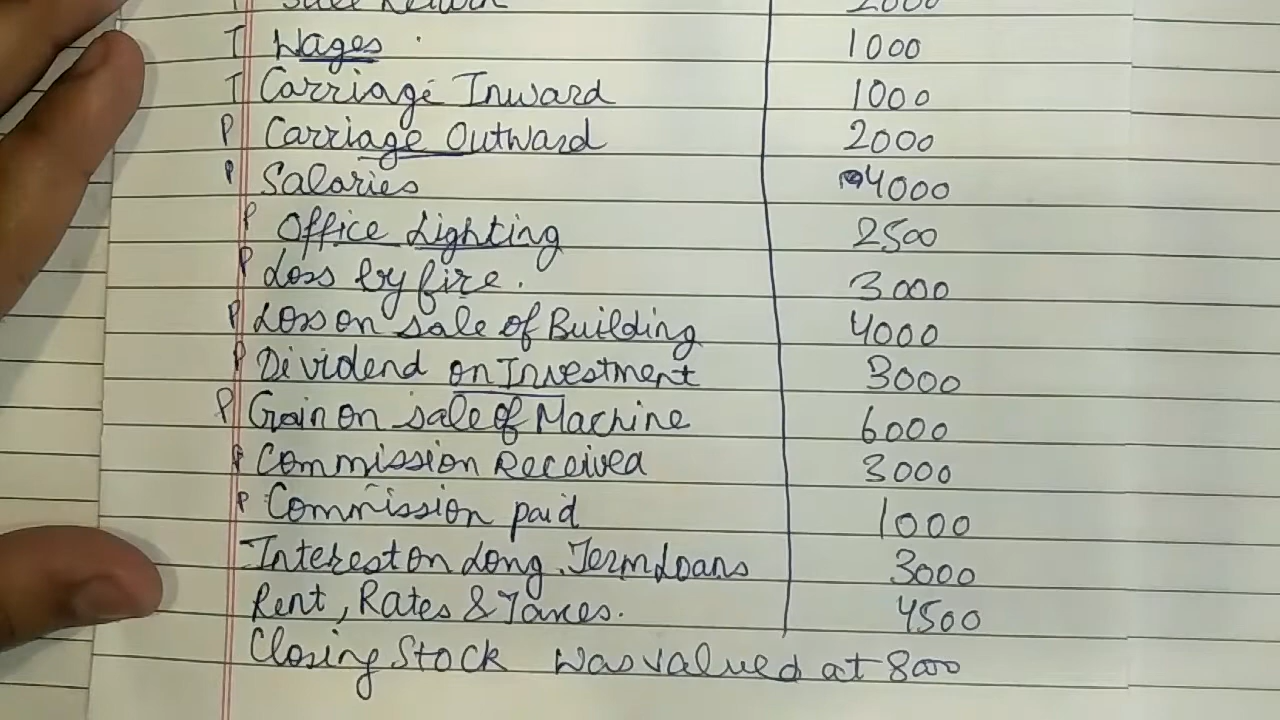 2000
T Wages 1000
T Carriage Inward 1000
P Carriage Outward 2000
P Salaries 4000
P Office Lighting 2500
P Loss by fire. 3000
P Loss on sale of Building 4000
P Dividend on Investment 3000
P Gain on sale of Machine 6000
P Commission Received 3000
P Commission paid 1000
Interest on Long Term Loans 3000
Rent, Rates & Taxes. 4500
Closing Stock was valued at 8000